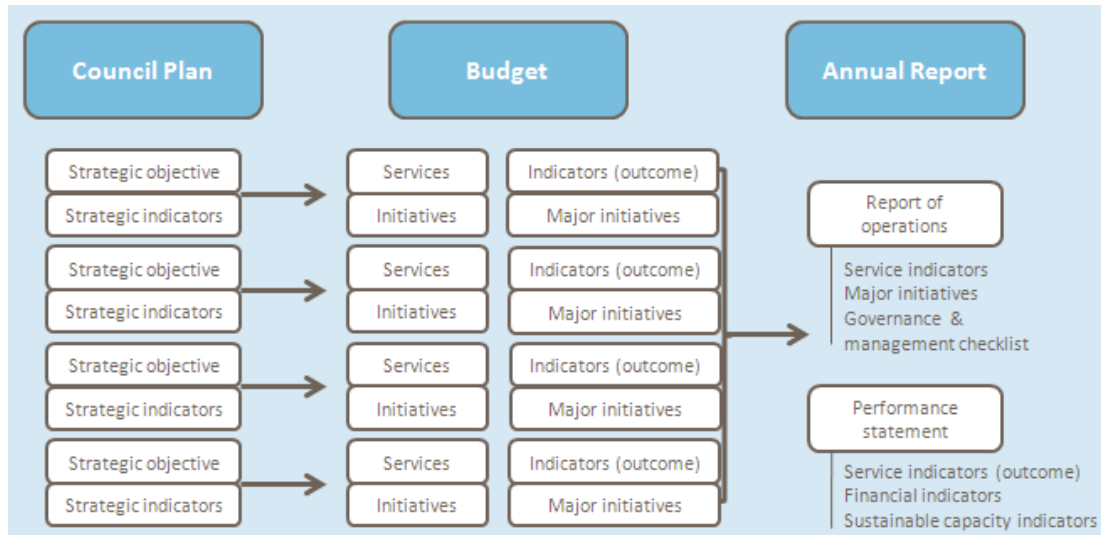 Council Plan
Budget
Annual Report
Strategic objective
Strategic indicators
Services
Initiatives
Indicators (outcome)
Major initiatives
Strategic objective
Strategic indicators
Services
Initiatives
Indicators (outcome)
Major initiatives
Strategic objective
Strategic indicators
Services
Initiatives
Indicators (outcome)
Major initiatives
Strategic objective
Strategic indicators
Services
Initiatives
Indicators (outcome)
Major initiatives
Report of
operations
Service indicators
Major initiatives
Governance &
management checklist
Performance
statement
Service indicators (outcome)
Financial indicators
Sustainable capacity indicators